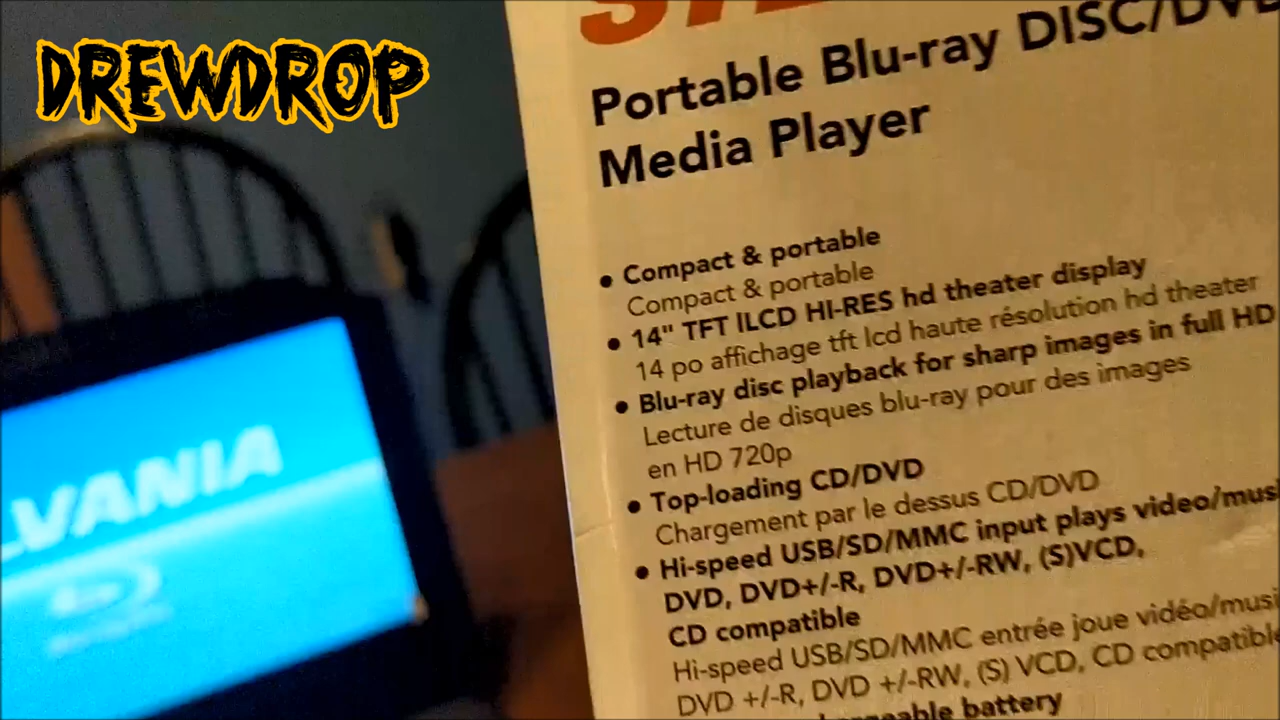 DREWDROP
Portable Blu-ray DISC/DVD
Media Player
• Compact & portable
Compact & portable
• 14" TFT lLCD HI-RES hd theater display
14 po affichage tft lcd haute résolution hd theater
• Blu-ray disc playback for sharp images in full HD
Lecture de disques blu-ray pour des images
en HD 720p
• Top-loading CD/DVD
Chargement par le dessus CD/DVD
• Hi-speed USB/SD/MMC input plays video/musi
DVD, DVD+/-R, DVD+/-RW, (S)VCD,
CD compatible
Hi-speed USB/SD/MMC entrée joue vidéo/musi
DVD +/-R, DVD +/-RW, (S) VCD, CD compatible
battery
LVANIA